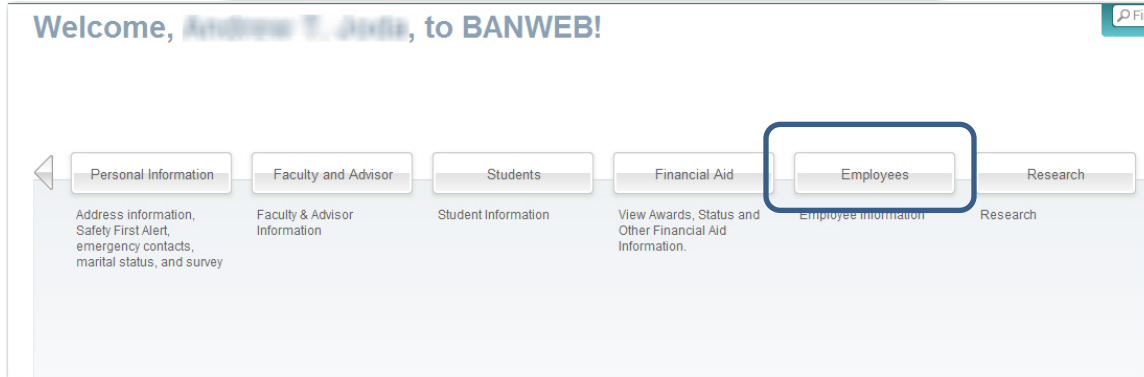 Welcome, , to BANWEB!
Fi
Personal Information
Faculty and Advisor
Students
Financial Aid
Employees
Research
Address information,
Safety First Alert,
emergency contacts,
marital status, and survey
Faculty & Advisor
Information
Student Information
View Awards, Status and
Other Financial Aid
Information.
Employee Information
Research